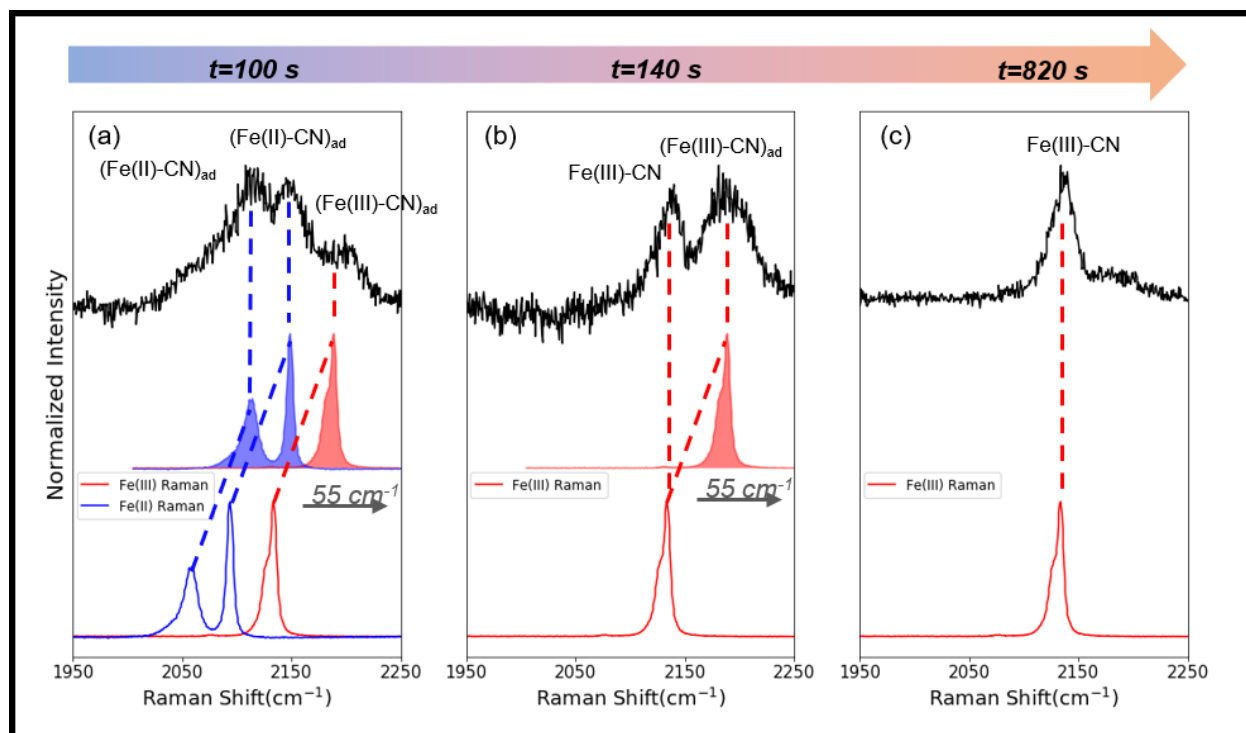 t=100 s
t=140 s
t=820 s
(a)
(Fe(II)-CN)ad
(Fe(II)-CN)ad
(Fe(III)-CN)ad
(b)
Fe(III)-CN
(Fe(III)-CN)ad
(c)
Fe(III)-CN
Normalized Intensity
Fe(III) Raman
Fe(II) Raman
55 cm⁻¹
Fe(III) Raman
55 cm⁻¹
Fe(III) Raman
1950 2050 2150 2250
1950 2050 2150 2250
1950 2050 2150 2250
Raman Shift(cm⁻¹)
Raman Shift(cm⁻¹)
Raman Shift(cm⁻¹)